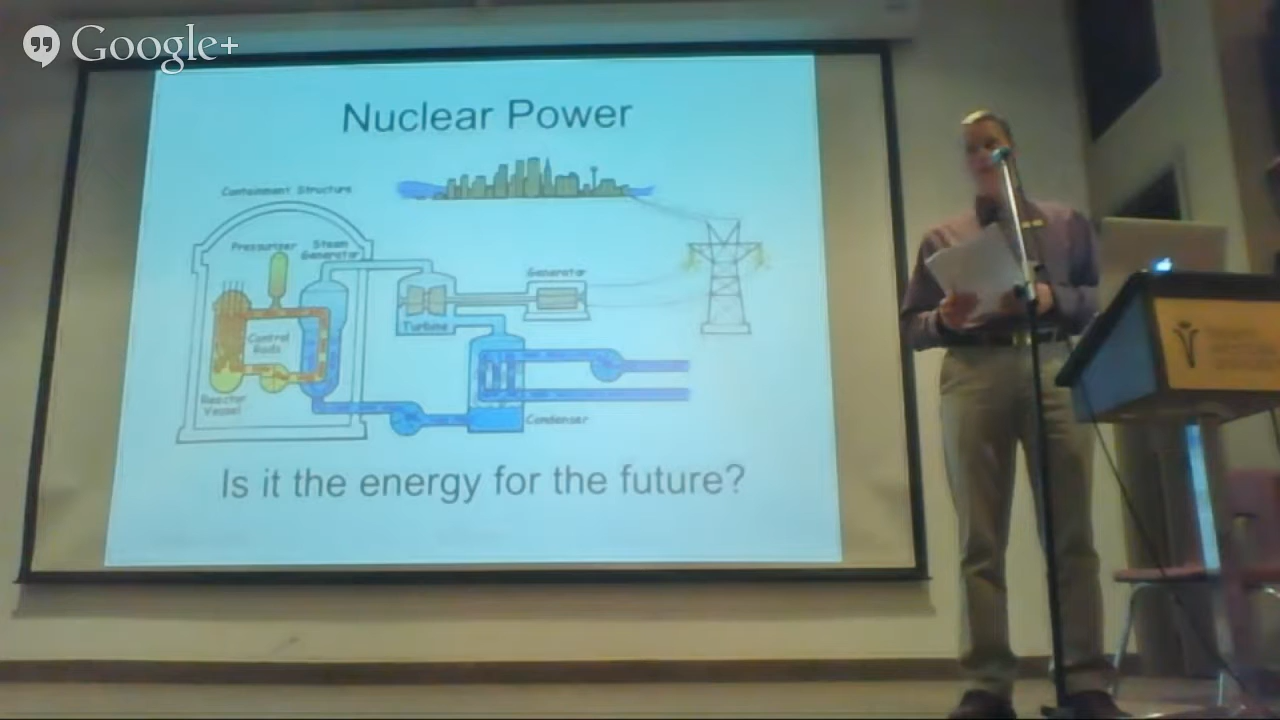 Google+
Nuclear Power
Containment Structure
Pressurizer
Steam
Generator
Generator
Turbine
Control
Rods
Reactor
Vessel
Condenser
Is it the energy for the future?